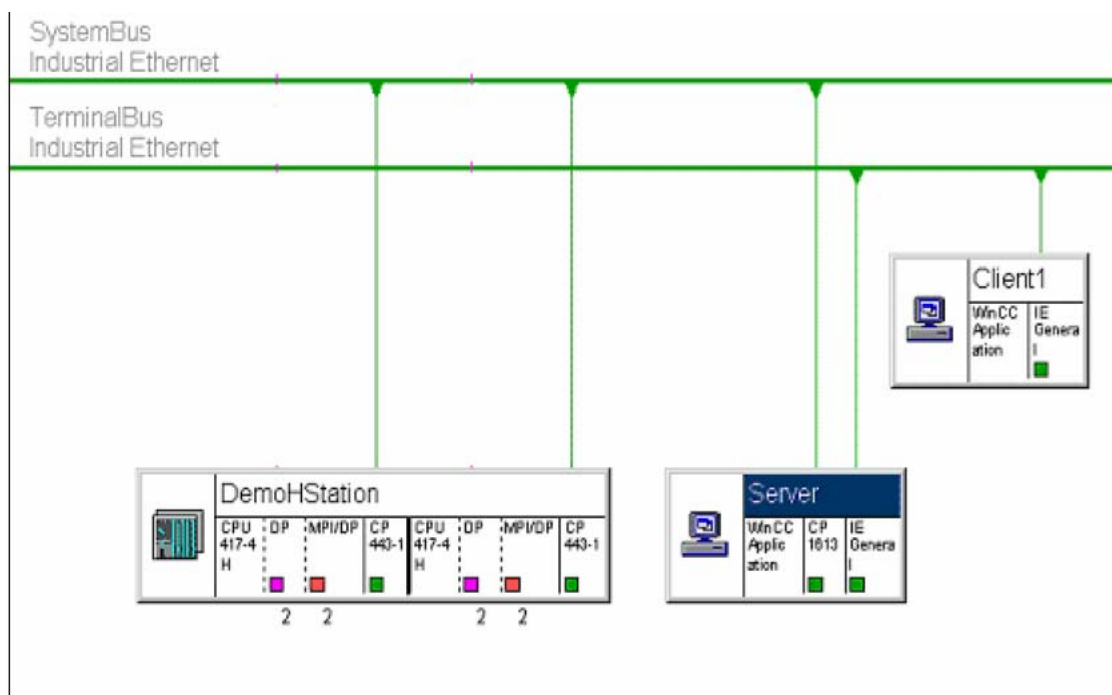 SystemBus
Industrial Ethernet
TerminalBus
Industrial Ethernet
Client1
WinCC
Applic
ation
IE
Genera
l
DemoHStation
CPU
417-4
H
DP
MPI/DP
CP
443-1
CPU
417-4
H
DP
MPI/DP
CP
443-1
2
2
2
2
Server
WinCC
Applic
ation
CP
1613
IE
Genera
l